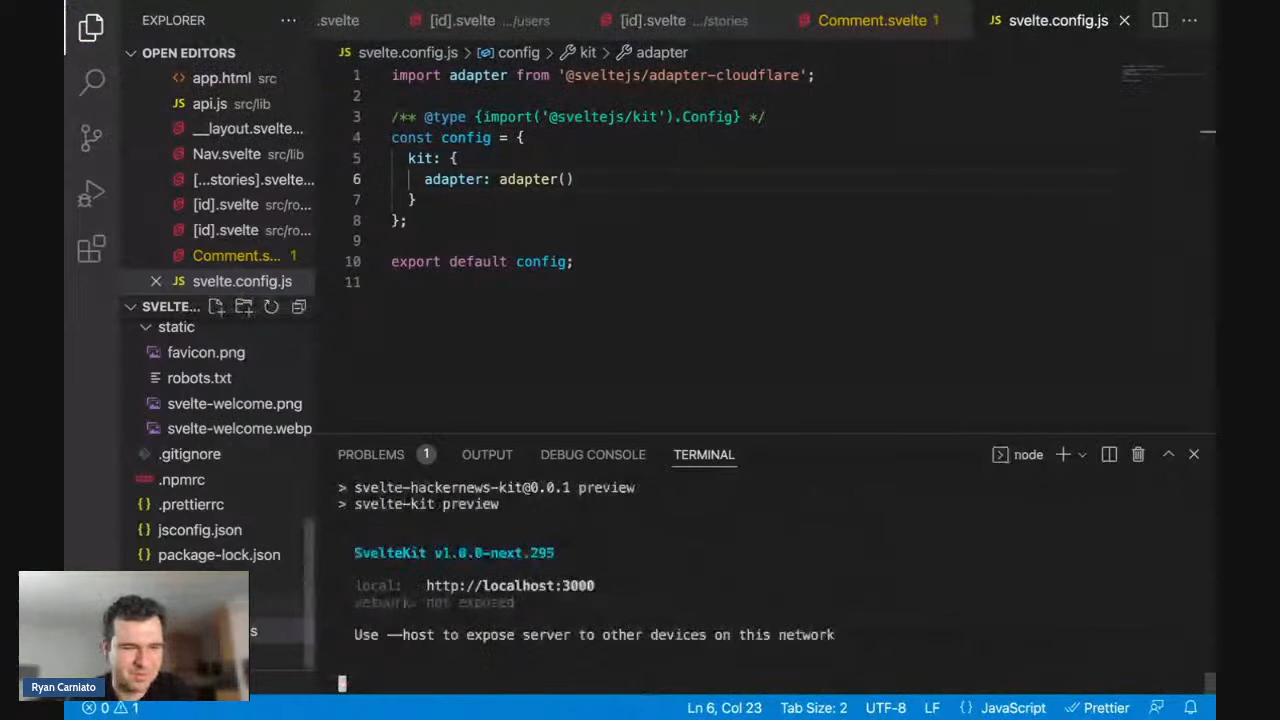 EXPLORER
OPEN EDITORS
app.html src
api.js src/lib
__layout.svelte...
Nav.svelte src/lib
[...stories].svelte...
[id].svelte src/ro...
[id].svelte src/ro...
Comment.s... 1
JS svelte.config.js
SVELTE...
static
favicon.png
robots.txt
svelte-welcome.png
svelte-welcome.webp
.gitignore
.npmrc
.prettierrc
jsconfig.json
package-lock.json
s
Ryan Carniato
.svelte
[id].svelte .../users
[id].svelte .../stories
Comment.svelte 1
JS svelte.config.js
JS svelte.config.js > config > kit > adapter
1 import adapter from '@sveltejs/adapter-cloudflare';
2
3 /** @type {import('@sveltejs/kit').Config} */
4 const config = {
5 kit: {
6 adapter: adapter()
7 }
8 };
9
10 export default config;
11
PROBLEMS 1 OUTPUT DEBUG CONSOLE TERMINAL node
> svelte-hackernews-kit@0.0.1 preview
> svelte-kit preview
SvelteKit v1.0.0-next.295
local: http://localhost:3000
network: not exposed
Use --host to expose server to other devices on this network
0 1 Ln 6, Col 23 Tab Size: 2 UTF-8 LF {} JavaScript Prettier